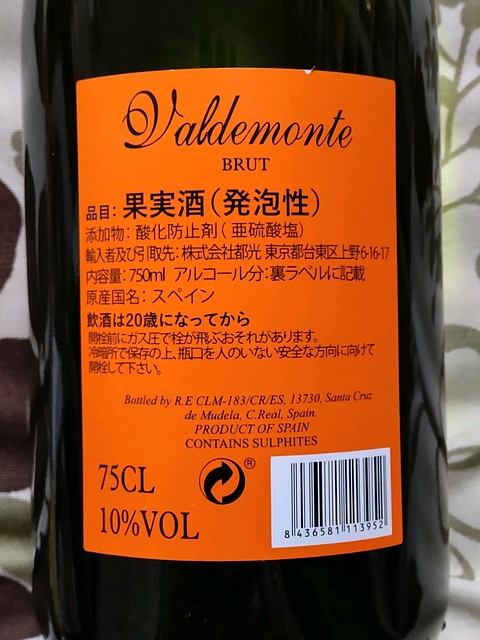 Valdemonte
BRUT
品目：果実酒（発泡性）
添加物：酸化防止剤（亜硫酸塩）
輸入者及び引取先：株式会社都光 東京都台東区上野6-16-17
内容量：750ml アルコール分：裏ラベルに記載
原産国名：スペイン
飲酒は20歳になってから
開栓前にガス圧で栓が飛ぶおそれがあります。
冷暗所で保存の上、瓶口を人のいない安全な方向に向けて
開栓して下さい。
Bottled by R.E CLM-183/CR/ES, 13730, Santa Cruz
de Mudela, C.Real, Spain.
PRODUCT OF SPAIN
CONTAINS SULPHITES
75CL
®
10%VOL
8 436581 113952